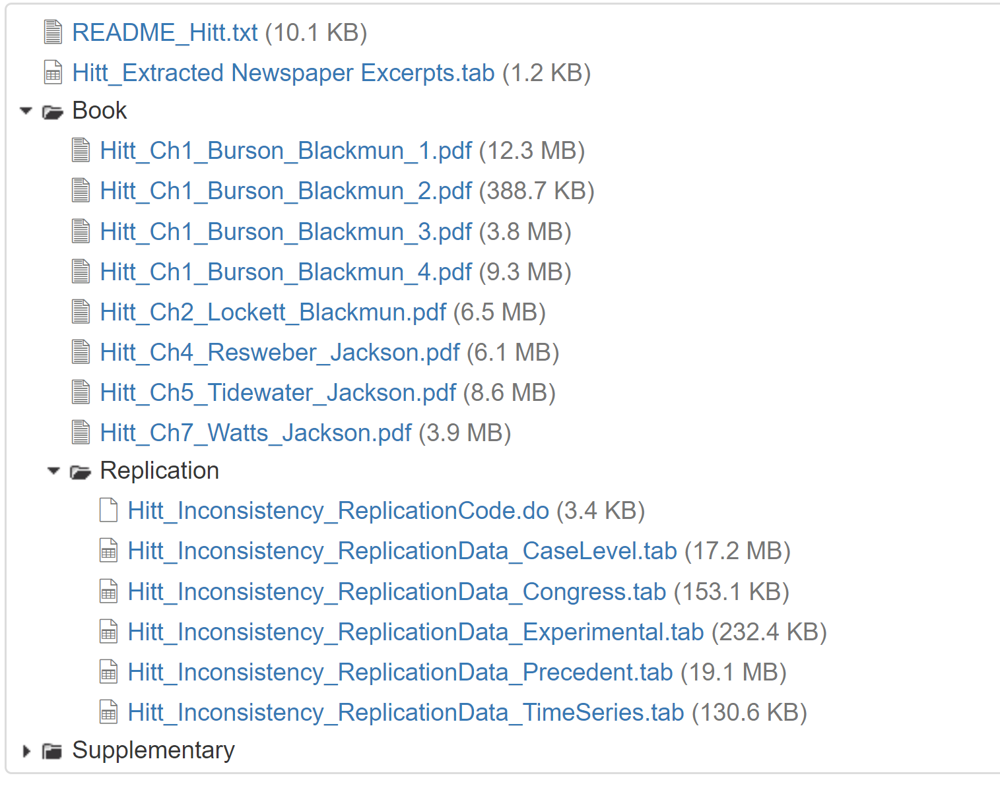 README_Hitt.txt (10.1 KB)
Hitt_Extracted Newspaper Excerpts.tab (1.2 KB)
Book
Hitt_Ch1_Burson_Blackmun_1.pdf (12.3 MB)
Hitt_Ch1_Burson_Blackmun_2.pdf (388.7 KB)
Hitt_Ch1_Burson_Blackmun_3.pdf (3.8 MB)
Hitt_Ch1_Burson_Blackmun_4.pdf (9.3 MB)
Hitt_Ch2_Lockett_Blackmun.pdf (6.5 MB)
Hitt_Ch4_Resweber_Jackson.pdf (6.1 MB)
Hitt_Ch5_Tidewater_Jackson.pdf (8.6 MB)
Hitt_Ch7_Watts_Jackson.pdf (3.9 MB)
Replication
Hitt_Inconsistency_ReplicationCode.do (3.4 KB)
Hitt_Inconsistency_ReplicationData_CaseLevel.tab (17.2 MB)
Hitt_Inconsistency_ReplicationData_Congress.tab (153.1 KB)
Hitt_Inconsistency_ReplicationData_Experimental.tab (232.4 KB)
Hitt_Inconsistency_ReplicationData_Precedent.tab (19.1 MB)
Hitt_Inconsistency_ReplicationData_TimeSeries.tab (130.6 KB)
Supplementary